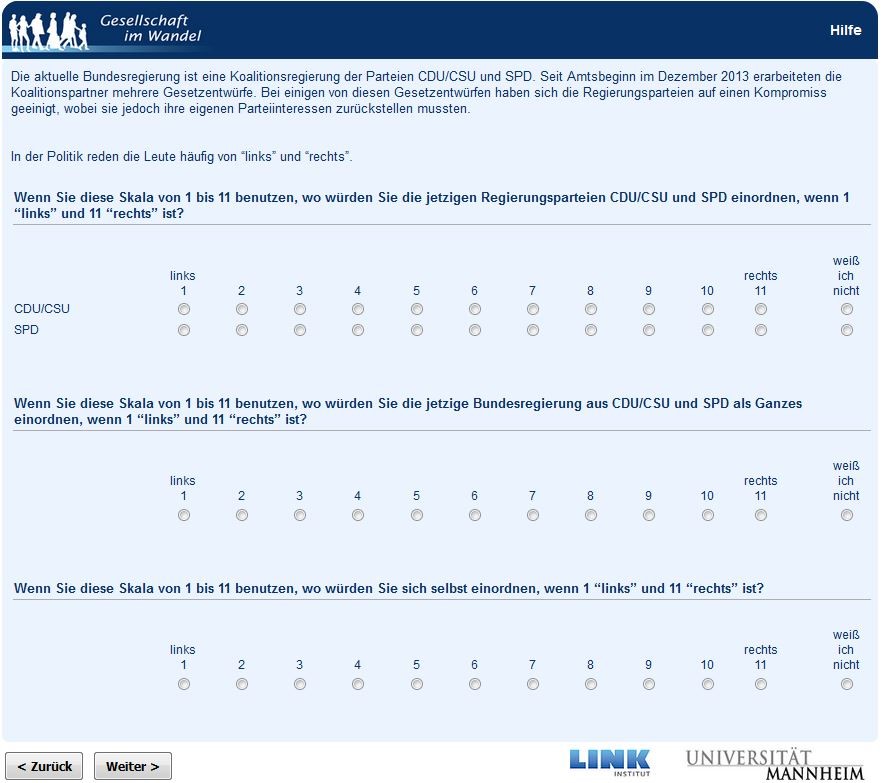 Gesellschaft
im Wandel
Hilfe
Die aktuelle Bundesregierung ist eine Koalitionsregierung der Parteien CDU/CSU und SPD. Seit Amtsbeginn im Dezember 2013 erarbeiteten die
Koalitionspartner mehrere Gesetzentwürfe. Bei einigen von diesen Gesetzentwürfen haben sich die Regierungsparteien auf einen Kompromiss
geeinigt, wobei sie jedoch ihre eigenen Parteiinteressen zurückstellen mussten.
In der Politik reden die Leute häufig von “links” und “rechts”.
Wenn Sie diese Skala von 1 bis 11 benutzen, wo würden Sie die jetzigen Regierungsparteien CDU/CSU und SPD einordnen, wenn 1
“links” und 11 “rechts” ist?
weiß
links rechts ich
1 2 3 4 5 6 7 8 9 10 11 nicht
CDU/CSU
SPD
Wenn Sie diese Skala von 1 bis 11 benutzen, wo würden Sie die jetzige Bundesregierung aus CDU/CSU und SPD als Ganzes
einordnen, wenn 1 “links” und 11 “rechts” ist?
weiß
links rechts ich
1 2 3 4 5 6 7 8 9 10 11 nicht
Wenn Sie diese Skala von 1 bis 11 benutzen, wo würden Sie sich selbst einordnen, wenn 1 “links” und 11 “rechts” ist?
weiß
links rechts ich
1 2 3 4 5 6 7 8 9 10 11 nicht
< Zurück Weiter >
LINK
INSTITUT
UNIVERSITÄT
MANNHEIM